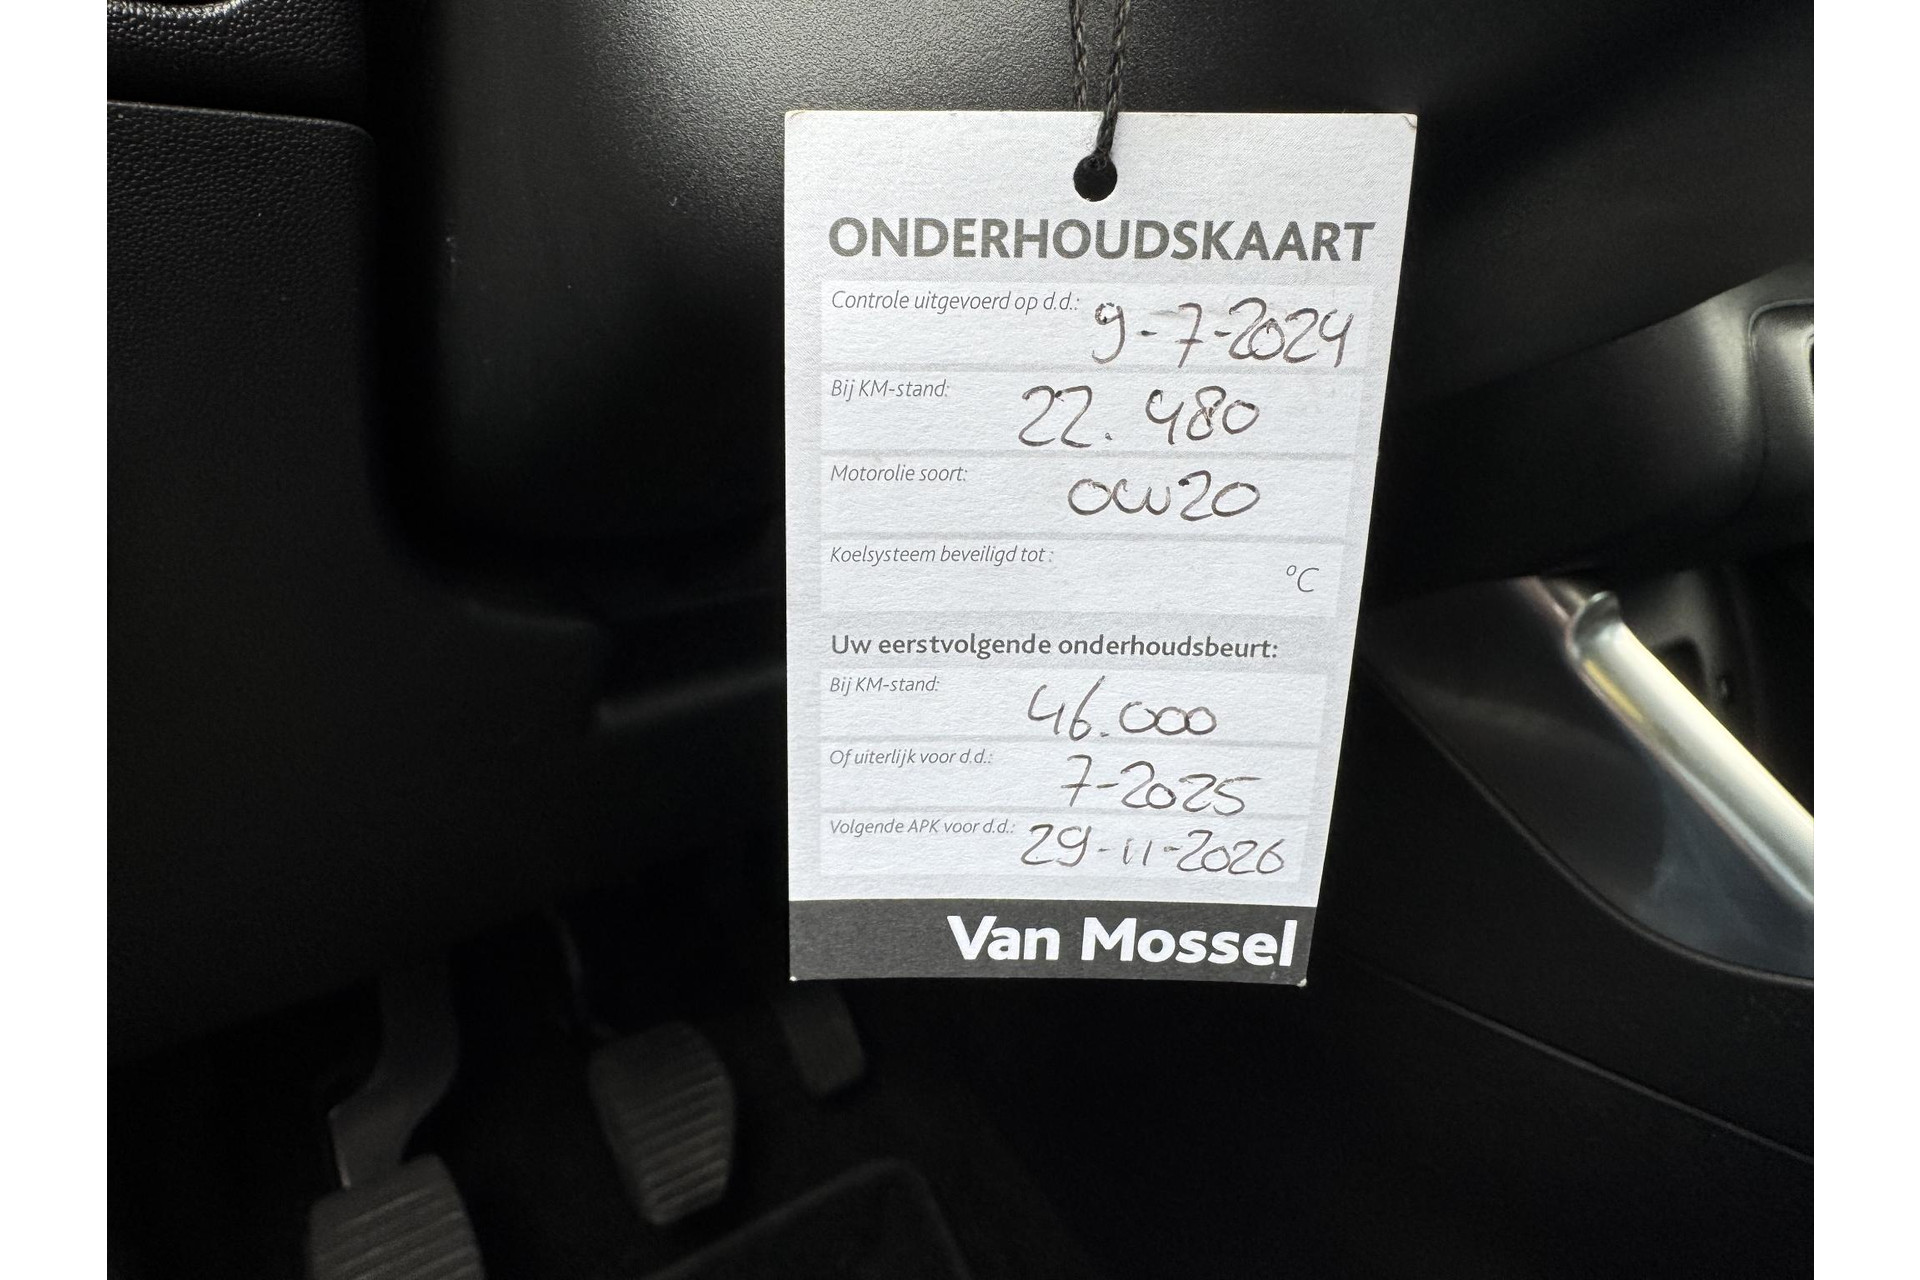 ONDERHOUDSKAART
Controle uitgevoerd op d.d.: 9-7-2024
Bij KM-stand: 22.480
Motorolie soort: 0W20
Koelsysteem beveiligd tot : °C
Uw eerstvolgende onderhoudsbeurt:
Bij KM-stand: 46.000
Of uiterlijk voor d.d.: 7-2025
Volgende APK voor d.d.: 29-11-2026
Van Mossel